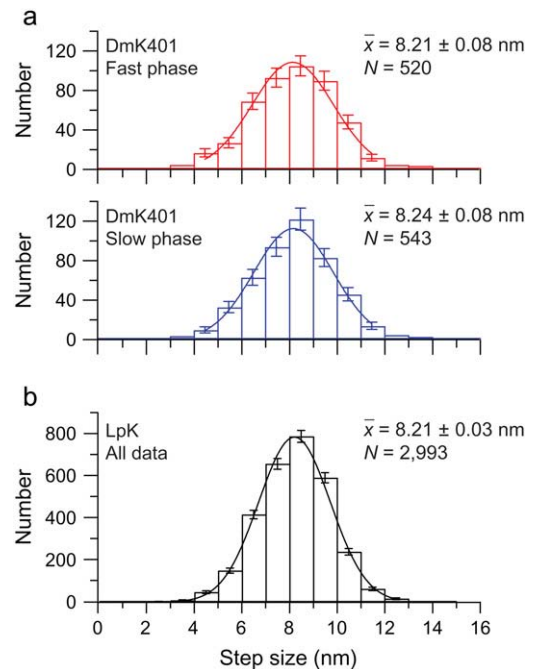 a
DmK401
Fast phase
x̄ = 8.21 ± 0.08 nm
N = 520
Number
120
80
40
0
DmK401
Slow phase
x̄ = 8.24 ± 0.08 nm
N = 543
Number
120
80
40
0
b
LpK
All data
x̄ = 8.21 ± 0.03 nm
N = 2,993
Number
800
600
400
200
0
0 2 4 6 8 10 12 14 16
Step size (nm)